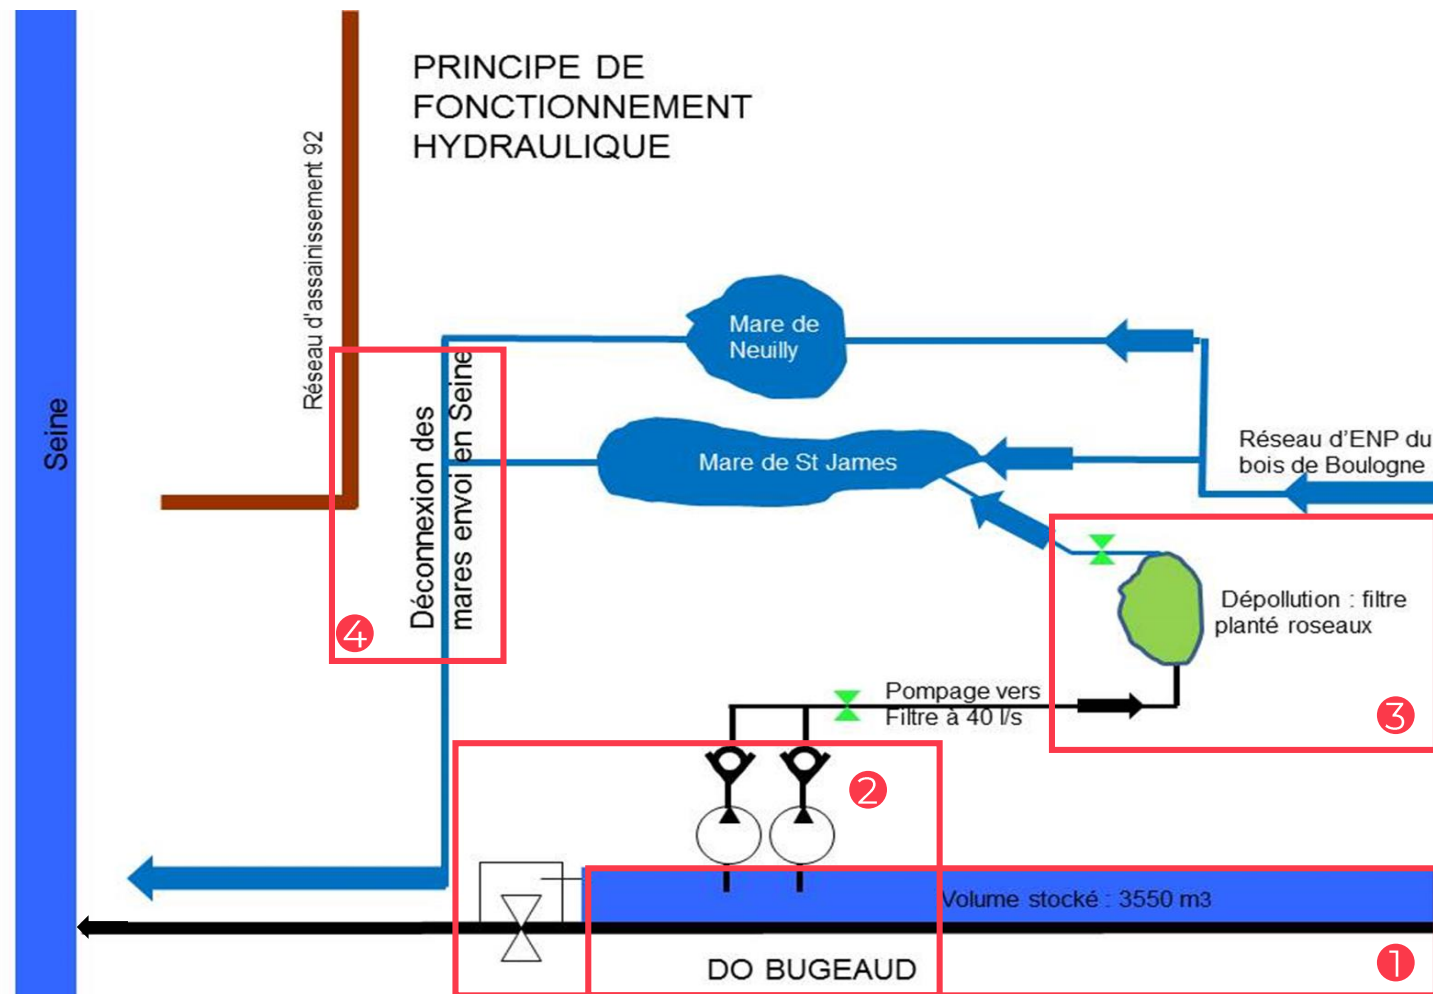 PRINCIPE DE
FONCTIONNEMENT
HYDRAULIQUE
Réseau d'assainissement 92
Seine
Mare de
Neuilly
Mare de St James
Réseau d’ENP du
bois de Boulogne
Déconnexion des
mares envoi en Seine
4
Dépollution : filtre
planté roseaux
Pompage vers
Filtre à 40 l/s
3
2
Volume stocké : 3550 m3
DO BUGEAUD
1